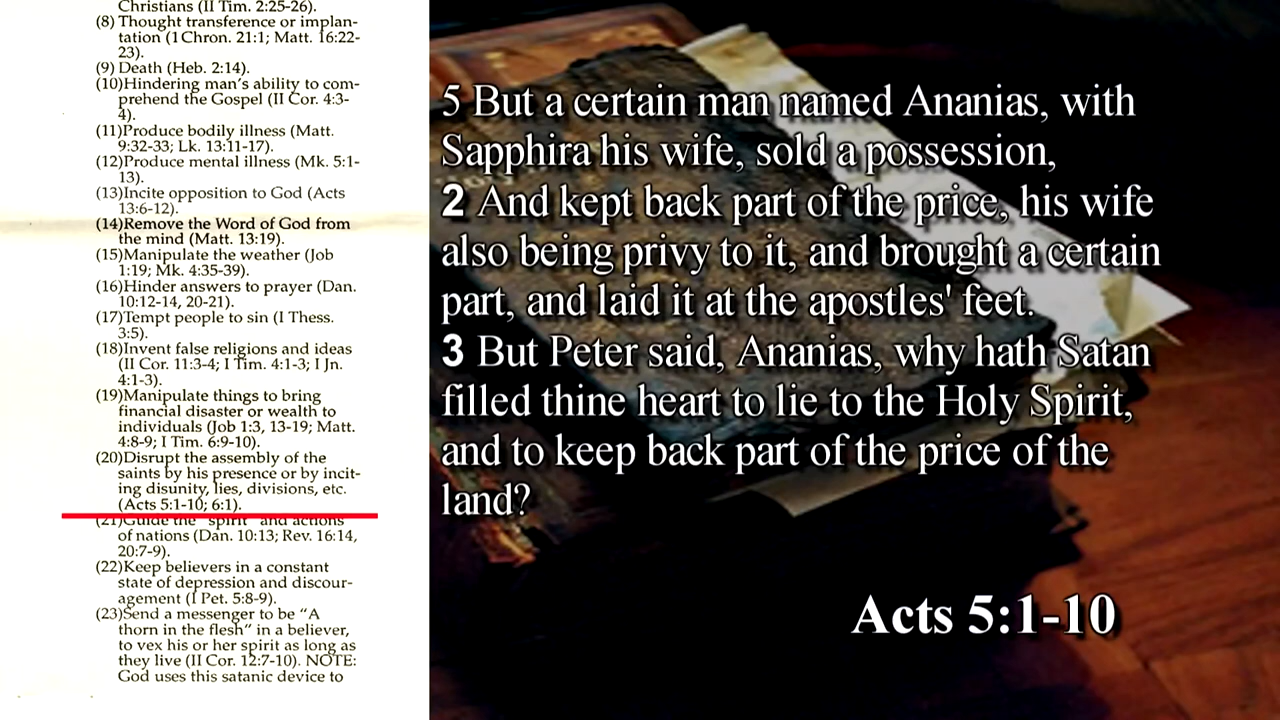 Christians (II Tim. 2:25-26).
(8) Thought transference or implan-
tation (1 Chron. 21:1; Matt. 16:22-
23).
(9) Death (Heb. 2:14).
(10)Hindering man's ability to com-
prehend the Gospel (II Cor. 4:3-
4).
(11)Produce bodily illness (Matt.
9:32-33; Lk. 13:11-17).
(12)Produce mental illness (Mk. 5:1-
13).
(13)Incite opposition to God (Acts
13:6-12).
(14)Remove the Word of God from
the mind (Matt. 13:19).
(15)Manipulate the weather (Job
1:19; Mk. 4:35-39).
(16)Hinder answers to prayer (Dan.
10:12-14, 20-21).
(17)Tempt people to sin (I Thess.
3:5).
(18)Invent false religions and ideas
(II Cor. 11:3-4; I Tim. 4:1-3; I Jn.
4:1-3).
(19)Manipulate things to bring
financial disaster or wealth to
individuals (Job 1:3, 13-19; Matt.
4:8-9; I Tim. 6:9-10).
(20)Disrupt the assembly of the
saints by his presence or by incit-
ing disunity, lies, divisions, etc.
(Acts 5:1-10; 6:1).
(21)Guide the "spirit" and actions
of nations (Dan. 10:13; Rev. 16:14,
20:7-9).
(22)Keep believers in a constant
state of depression and discour-
agement (I Pet. 5:8-9).
(23)Send a messenger to be "A
thorn in the flesh" in a believer,
to vex his or her spirit as long as
they live (II Cor. 12:7-10). NOTE:
God uses this satanic device to
5 But a certain man named Ananias, with
Sapphira his wife, sold a possession,
2 And kept back part of the price, his wife
also being privy to it, and brought a certain
part, and laid it at the apostles' feet.
3 But Peter said, Ananias, why hath Satan
filled thine heart to lie to the Holy Spirit,
and to keep back part of the price of the
land?
Acts 5:1-10